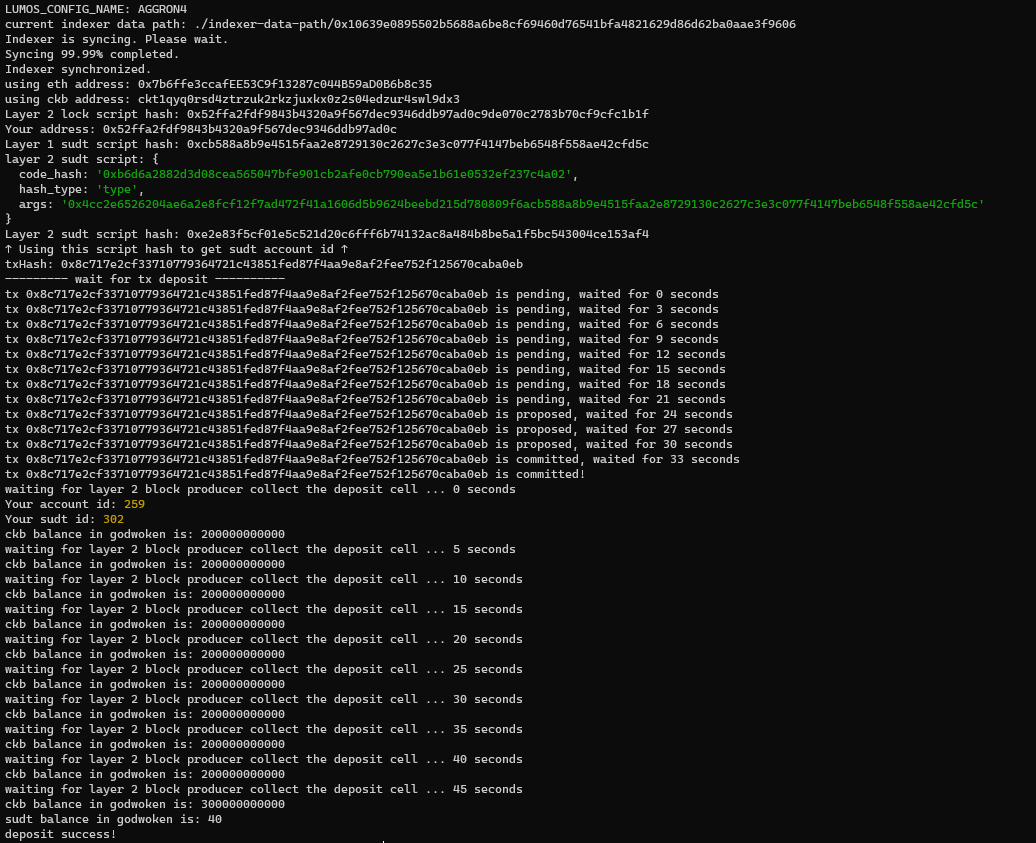 LUMOS_CONFIG_NAME: AGGRON4
current indexer data path: ./indexer-data-path/0x10639e0895502b5688a6be8cf69460d76541bfa4821629d86d62ba0aae3f9606
Indexer is syncing. Please wait.
Syncing 99.99% completed.
Indexer synchronized.
using eth address: 0x7b6ffe3ccafEE53C9f13287c044B59aD0B6b8c35
using ckb address: ckt1qyq0rsd4ztrzuk2rkzjuxkx0z2s04edzur4swl9dx3
Layer 2 lock script hash: 0x52ffa2fdf9843b4320a9f567dec9346ddb97ad0c9de070c2783b70cf9cfc1b1f
Your address: 0x52ffa2fdf9843b4320a9f567dec9346ddb97ad0c
Layer 1 sudt script hash: 0xcb588a8b9e4515faa2e8729130c2627c3e3c077f4147beb6548f558ae42cfd5c
layer 2 sudt script: {
  code_hash: '0xb6d6a2882d3d08cea565047bfe901cb2afe0cb790ea5e1b61e0532ef237c4a02',
  hash_type: 'type',
  args: '0x4cc2e6526204ae6a2e8fcf12f7ad472f41a1606d5b9624beebd215d780809f6acb588a8b9e4515faa2e8729130c2627c3e3c077f4147beb6548f558ae42cfd5c'
}
Layer 2 sudt script hash: 0xe2e83f5cf01e5c521d20c6fff6b74132ac8a484b8be5a1f5bc543004ce153af4
↑ Using this script hash to get sudt account id ↑
txHash: 0x8c717e2cf33710779364721c43851fed87f4aa9e8af2fee752f125670caba0eb
--------- wait for tx deposit ----------
tx 0x8c717e2cf33710779364721c43851fed87f4aa9e8af2fee752f125670caba0eb is pending, waited for 0 seconds
tx 0x8c717e2cf33710779364721c43851fed87f4aa9e8af2fee752f125670caba0eb is pending, waited for 3 seconds
tx 0x8c717e2cf33710779364721c43851fed87f4aa9e8af2fee752f125670caba0eb is pending, waited for 6 seconds
tx 0x8c717e2cf33710779364721c43851fed87f4aa9e8af2fee752f125670caba0eb is pending, waited for 9 seconds
tx 0x8c717e2cf33710779364721c43851fed87f4aa9e8af2fee752f125670caba0eb is pending, waited for 12 seconds
tx 0x8c717e2cf33710779364721c43851fed87f4aa9e8af2fee752f125670caba0eb is pending, waited for 15 seconds
tx 0x8c717e2cf33710779364721c43851fed87f4aa9e8af2fee752f125670caba0eb is pending, waited for 18 seconds
tx 0x8c717e2cf33710779364721c43851fed87f4aa9e8af2fee752f125670caba0eb is pending, waited for 21 seconds
tx 0x8c717e2cf33710779364721c43851fed87f4aa9e8af2fee752f125670caba0eb is proposed, waited for 24 seconds
tx 0x8c717e2cf33710779364721c43851fed87f4aa9e8af2fee752f125670caba0eb is proposed, waited for 27 seconds
tx 0x8c717e2cf33710779364721c43851fed87f4aa9e8af2fee752f125670caba0eb is proposed, waited for 30 seconds
tx 0x8c717e2cf33710779364721c43851fed87f4aa9e8af2fee752f125670caba0eb is committed, waited for 33 seconds
tx 0x8c717e2cf33710779364721c43851fed87f4aa9e8af2fee752f125670caba0eb is committed!
waiting for layer 2 block producer collect the deposit cell ... 0 seconds
Your account id: 259
Your sudt id: 302
ckb balance in godwoken is: 200000000000
waiting for layer 2 block producer collect the deposit cell ... 5 seconds
ckb balance in godwoken is: 200000000000
waiting for layer 2 block producer collect the deposit cell ... 10 seconds
ckb balance in godwoken is: 200000000000
waiting for layer 2 block producer collect the deposit cell ... 15 seconds
ckb balance in godwoken is: 200000000000
waiting for layer 2 block producer collect the deposit cell ... 20 seconds
ckb balance in godwoken is: 200000000000
waiting for layer 2 block producer collect the deposit cell ... 25 seconds
ckb balance in godwoken is: 200000000000
waiting for layer 2 block producer collect the deposit cell ... 30 seconds
ckb balance in godwoken is: 200000000000
waiting for layer 2 block producer collect the deposit cell ... 35 seconds
ckb balance in godwoken is: 200000000000
waiting for layer 2 block producer collect the deposit cell ... 40 seconds
ckb balance in godwoken is: 200000000000
waiting for layer 2 block producer collect the deposit cell ... 45 seconds
ckb balance in godwoken is: 300000000000
sudt balance in godwoken is: 40
deposit success!